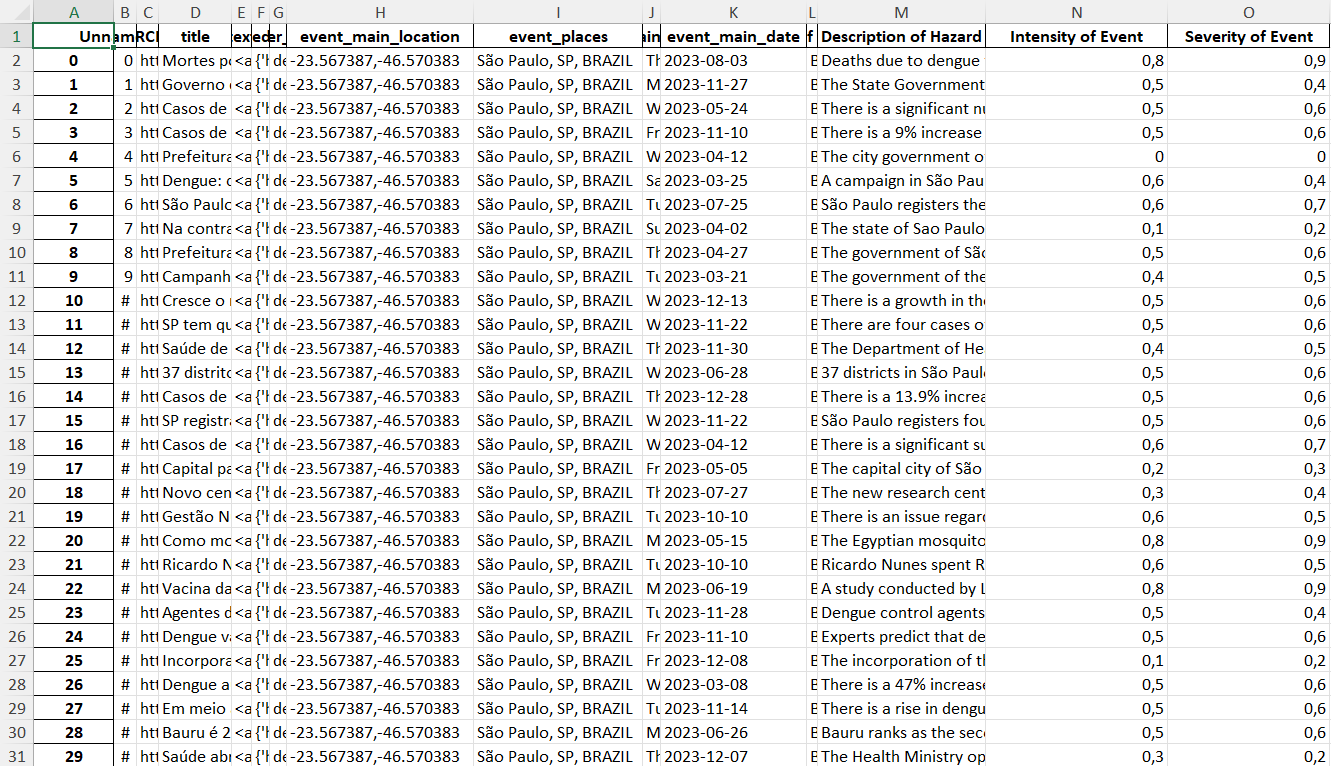 A B C D E F G H I J K L M N O
1 Unn am RCI title ex ec er_ event_main_location event_places ain event_main_date f Description of Hazard Intensity of Event Severity of Event
2 0 0 htt Mortes po <a {'h de -23.567387,-46.570383 São Paulo, SP, BRAZIL Th 2023-08-03 E Deaths due to dengue 0,8 0,9
3 1 1 htt Governo <a {'h de -23.567387,-46.570383 São Paulo, SP, BRAZIL M 2023-11-27 E The State Government 0,5 0,4
4 2 2 htt Casos de <a {'h de -23.567387,-46.570383 São Paulo, SP, BRAZIL W 2023-05-24 E There is a significant nu 0,5 0,6
5 3 3 htt Casos de <a {'h de -23.567387,-46.570383 São Paulo, SP, BRAZIL Fr 2023-11-10 E There is a 9% increase 0,5 0,6
6 4 4 htt Prefeitura <a {'h de -23.567387,-46.570383 São Paulo, SP, BRAZIL W 2023-04-12 E The city government o 0 0
7 5 5 htt Dengue: c <a {'h de -23.567387,-46.570383 São Paulo, SP, BRAZIL Sa 2023-03-25 E A campaign in São Pau 0,6 0,4
8 6 6 htt São Paulo <a {'h de -23.567387,-46.570383 São Paulo, SP, BRAZIL Tu 2023-07-25 E São Paulo registers the 0,6 0,7
9 7 7 htt Na contra <a {'h de -23.567387,-46.570383 São Paulo, SP, BRAZIL Su 2023-04-02 E The state of Sao Paulo 0,1 0,2
10 8 8 htt Prefeitura <a {'h de -23.567387,-46.570383 São Paulo, SP, BRAZIL Th 2023-04-27 E The government of São 0,5 0,6
11 9 9 htt Campanh <a {'h de -23.567387,-46.570383 São Paulo, SP, BRAZIL Tu 2023-03-21 E The government of the 0,4 0,5
12 10 # htt Cresce o <a {'h de -23.567387,-46.570383 São Paulo, SP, BRAZIL W 2023-12-13 E There is a growth in the 0,5 0,6
13 11 # htt SP tem qu <a {'h de -23.567387,-46.570383 São Paulo, SP, BRAZIL W 2023-11-22 E There are four cases o 0,5 0,6
14 12 # htt Saúde de <a {'h de -23.567387,-46.570383 São Paulo, SP, BRAZIL Th 2023-11-30 E The Department of He 0,4 0,5
15 13 # htt 37 distrito <a {'h de -23.567387,-46.570383 São Paulo, SP, BRAZIL W 2023-06-28 E 37 districts in São Paul 0,5 0,6
16 14 # htt Casos de <a {'h de -23.567387,-46.570383 São Paulo, SP, BRAZIL Th 2023-12-28 E There is a 13.9% increa 0,5 0,6
17 15 # htt SP registra <a {'h de -23.567387,-46.570383 São Paulo, SP, BRAZIL W 2023-11-22 E São Paulo registers fou 0,5 0,6
18 16 # htt Casos de <a {'h de -23.567387,-46.570383 São Paulo, SP, BRAZIL W 2023-04-12 E There is a significant su 0,6 0,7
19 17 # htt Capital pa <a {'h de -23.567387,-46.570383 São Paulo, SP, BRAZIL Fr 2023-05-05 E The capital city of São 0,2 0,3
20 18 # htt Novo cen <a {'h de -23.567387,-46.570383 São Paulo, SP, BRAZIL Th 2023-07-27 E The new research cent 0,3 0,4
21 19 # htt Gestão N <a {'h de -23.567387,-46.570383 São Paulo, SP, BRAZIL Tu 2023-10-10 E There is an issue regard 0,6 0,5
22 20 # htt Como mo <a {'h de -23.567387,-46.570383 São Paulo, SP, BRAZIL M 2023-05-15 E The Egyptian mosquito 0,8 0,9
23 21 # htt Ricardo N <a {'h de -23.567387,-46.570383 São Paulo, SP, BRAZIL Tu 2023-10-10 E Ricardo Nunes spent R 0,6 0,5
24 22 # htt Vacina da <a {'h de -23.567387,-46.570383 São Paulo, SP, BRAZIL M 2023-06-19 E A study conducted by L 0,8 0,9
25 23 # htt Agentes d <a {'h de -23.567387,-46.570383 São Paulo, SP, BRAZIL Tu 2023-11-28 E Dengue control agents 0,5 0,4
26 24 # htt Dengue va <a {'h de -23.567387,-46.570383 São Paulo, SP, BRAZIL Fr 2023-11-10 E Experts predict that de 0,5 0,6
27 25 # htt Incorpora <a {'h de -23.567387,-46.570383 São Paulo, SP, BRAZIL Fr 2023-12-08 E The incorporation of th 0,1 0,2
28 26 # htt Dengue a <a {'h de -23.567387,-46.570383 São Paulo, SP, BRAZIL W 2023-03-08 E There is a 47% increase 0,5 0,6
29 27 # htt Em meio <a {'h de -23.567387,-46.570383 São Paulo, SP, BRAZIL Tu 2023-11-14 E There is a rise in dengu 0,5 0,6
30 28 # htt Bauru é 2 <a {'h de -23.567387,-46.570383 São Paulo, SP, BRAZIL M 2023-06-26 E Bauru ranks as the sec 0,5 0,6
31 29 # htt Saúde abr <a {'h de -23.567387,-46.570383 São Paulo, SP, BRAZIL Th 2023-12-07 E The Health Ministry op 0,3 0,2